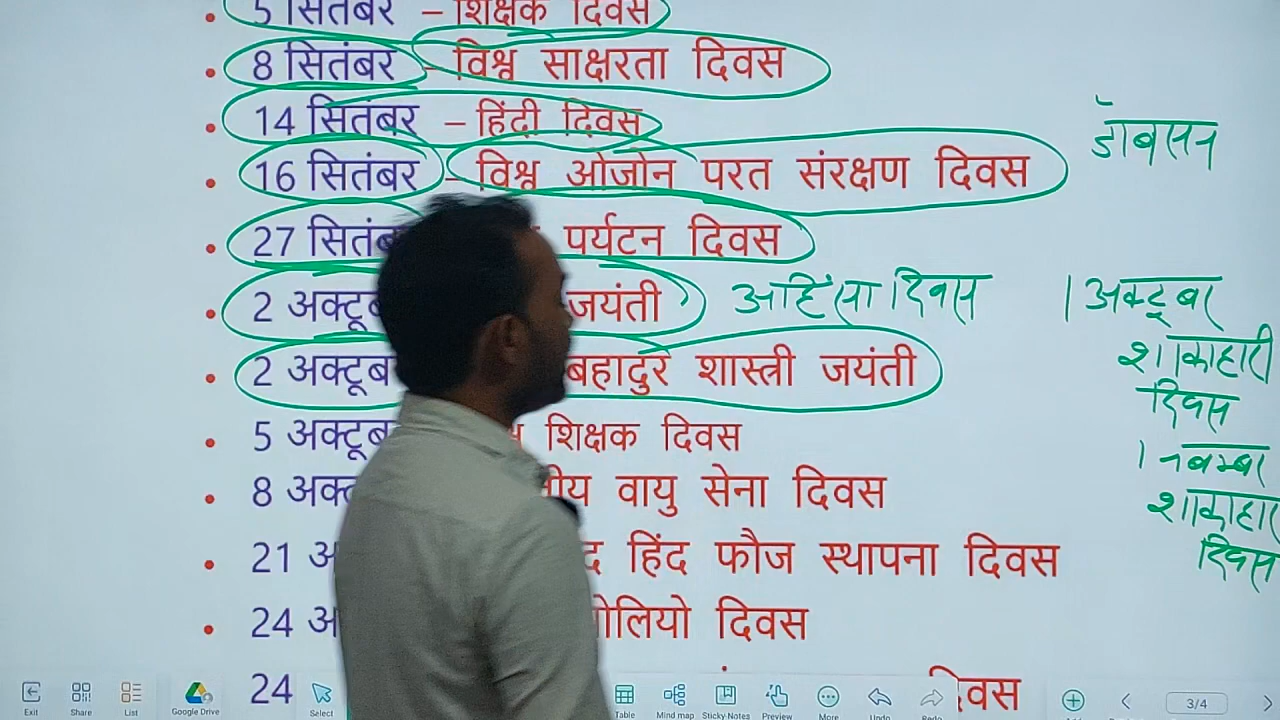 5 सितंबर – शिक्षक दिवस
8 सितंबर – विश्व साक्षरता दिवस
14 सितंबर – हिंदी दिवस
डॉबसन
16 सितंबर – विश्व ओजोन परत संरक्षण दिवस
27 पर्यटन दिवस
2 जयंती अहिंसा दिवस
1 अक्टूबर
शाकाहारी
दिवस
2 बहादुर शास्त्री जयंती
5 शिक्षक दिवस
1 नवम्बर
8 वायु सेना दिवस
दिवस
21 हिंद फौज स्थापना दिवस
24 दिवस
24
Exit Share List Google Drive Select Table Mind map Sticky Notes Preview More Undo Redo 3/4